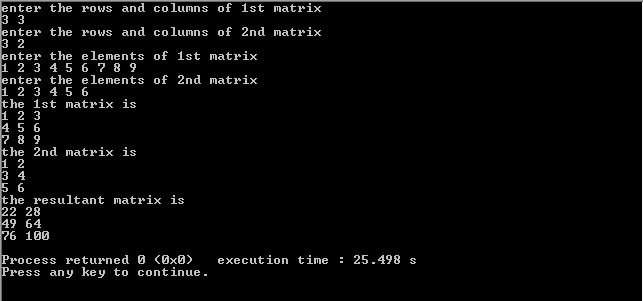 enter the rows and columns of 1st matrix
3 3
enter the rows and columns of 2nd matrix
3 2
enter the elements of 1st matrix
1 2 3 4 5 6 7 8 9
enter the elements of 2nd matrix
1 2 3 4 5 6
the 1st matrix is
1 2 3
4 5 6
7 8 9
the 2nd matrix is
1 2
3 4
5 6
the resultant matrix is
22 28
49 64
76 100
Process returned 0 (0x0)   execution time : 25.498 s
Press any key to continue.